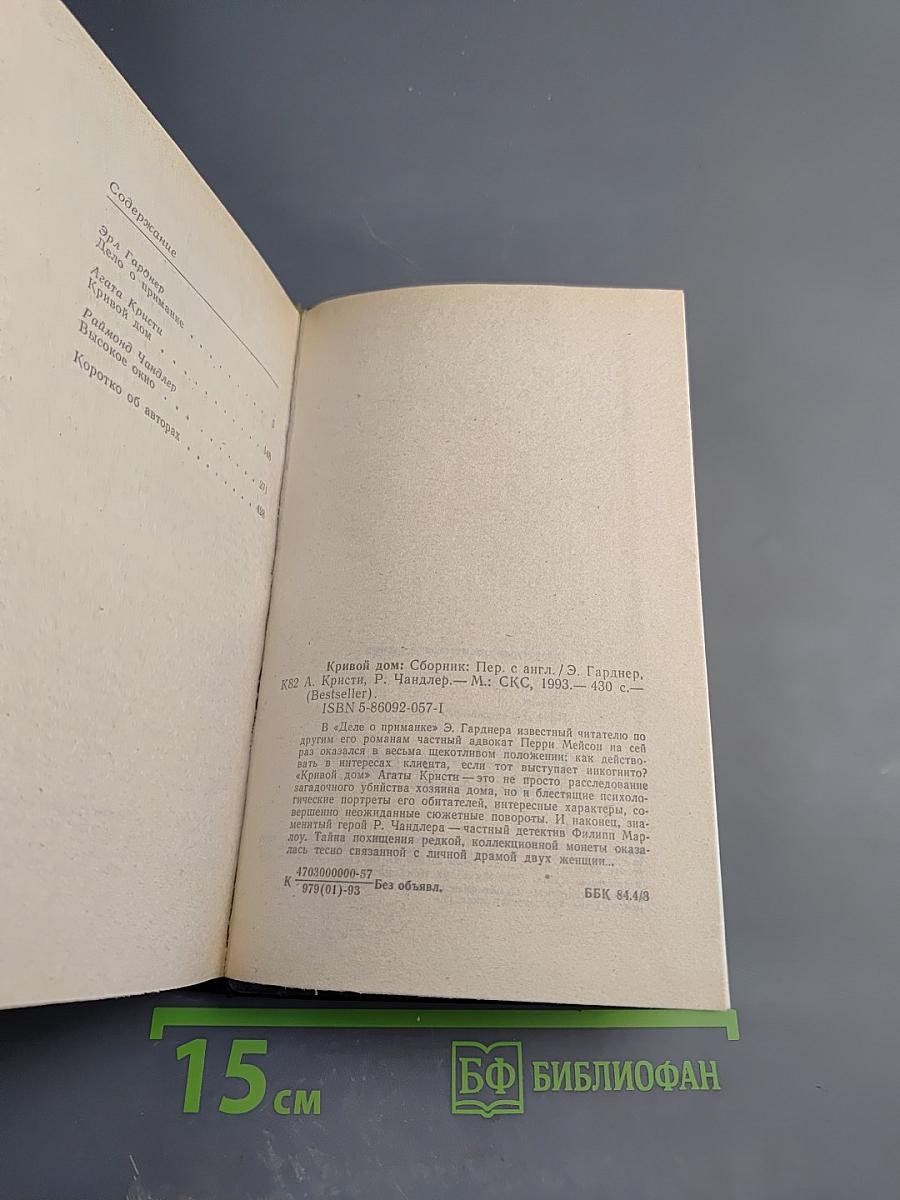 Содержание
Эрл Гарднер
Дело о приманке . . . . . . . 5
Агата Кристи
Кривой дом . . . . . . . . 148
Раймонд Чандлер
Высокое окно . . . . . . . 271
Коротко об авторах . . . . . . 428
Кривой дом: Сборник: Пер. с англ./Э. Гарднер,
К82 А. Кристи, Р. Чандлер.— М.: СКС, 1993.— 430 с.—
(Bestseller).
ISBN 5-86092-057-I
В «Деле о приманке» Э. Гарднера известный читателю по
другим его романам частный адвокат Перри Мейсон на сей
раз оказался в весьма щекотливом положении: как действо-
вать в интересах клиента, если тот выступает инкогнито?
«Кривой дом» Агаты Кристи — это не просто расследование
загадочного убийства хозяина дома, но и блестящие психоло-
гические портреты его обитателей, интересные характеры, со-
вершенно неожиданные сюжетные повороты. И наконец, зна-
менитый герой Р. Чандлера — частный детектив Филипп Мар-
лоу. Тайна похищения редкой, коллекционной монеты оказа-
лась тесно связанной с личной драмой двух женщин...
К 4703000000-57
979(01)-93 Без объявл. ББК 84.4/3
15 см БФ БИБЛИОФАН